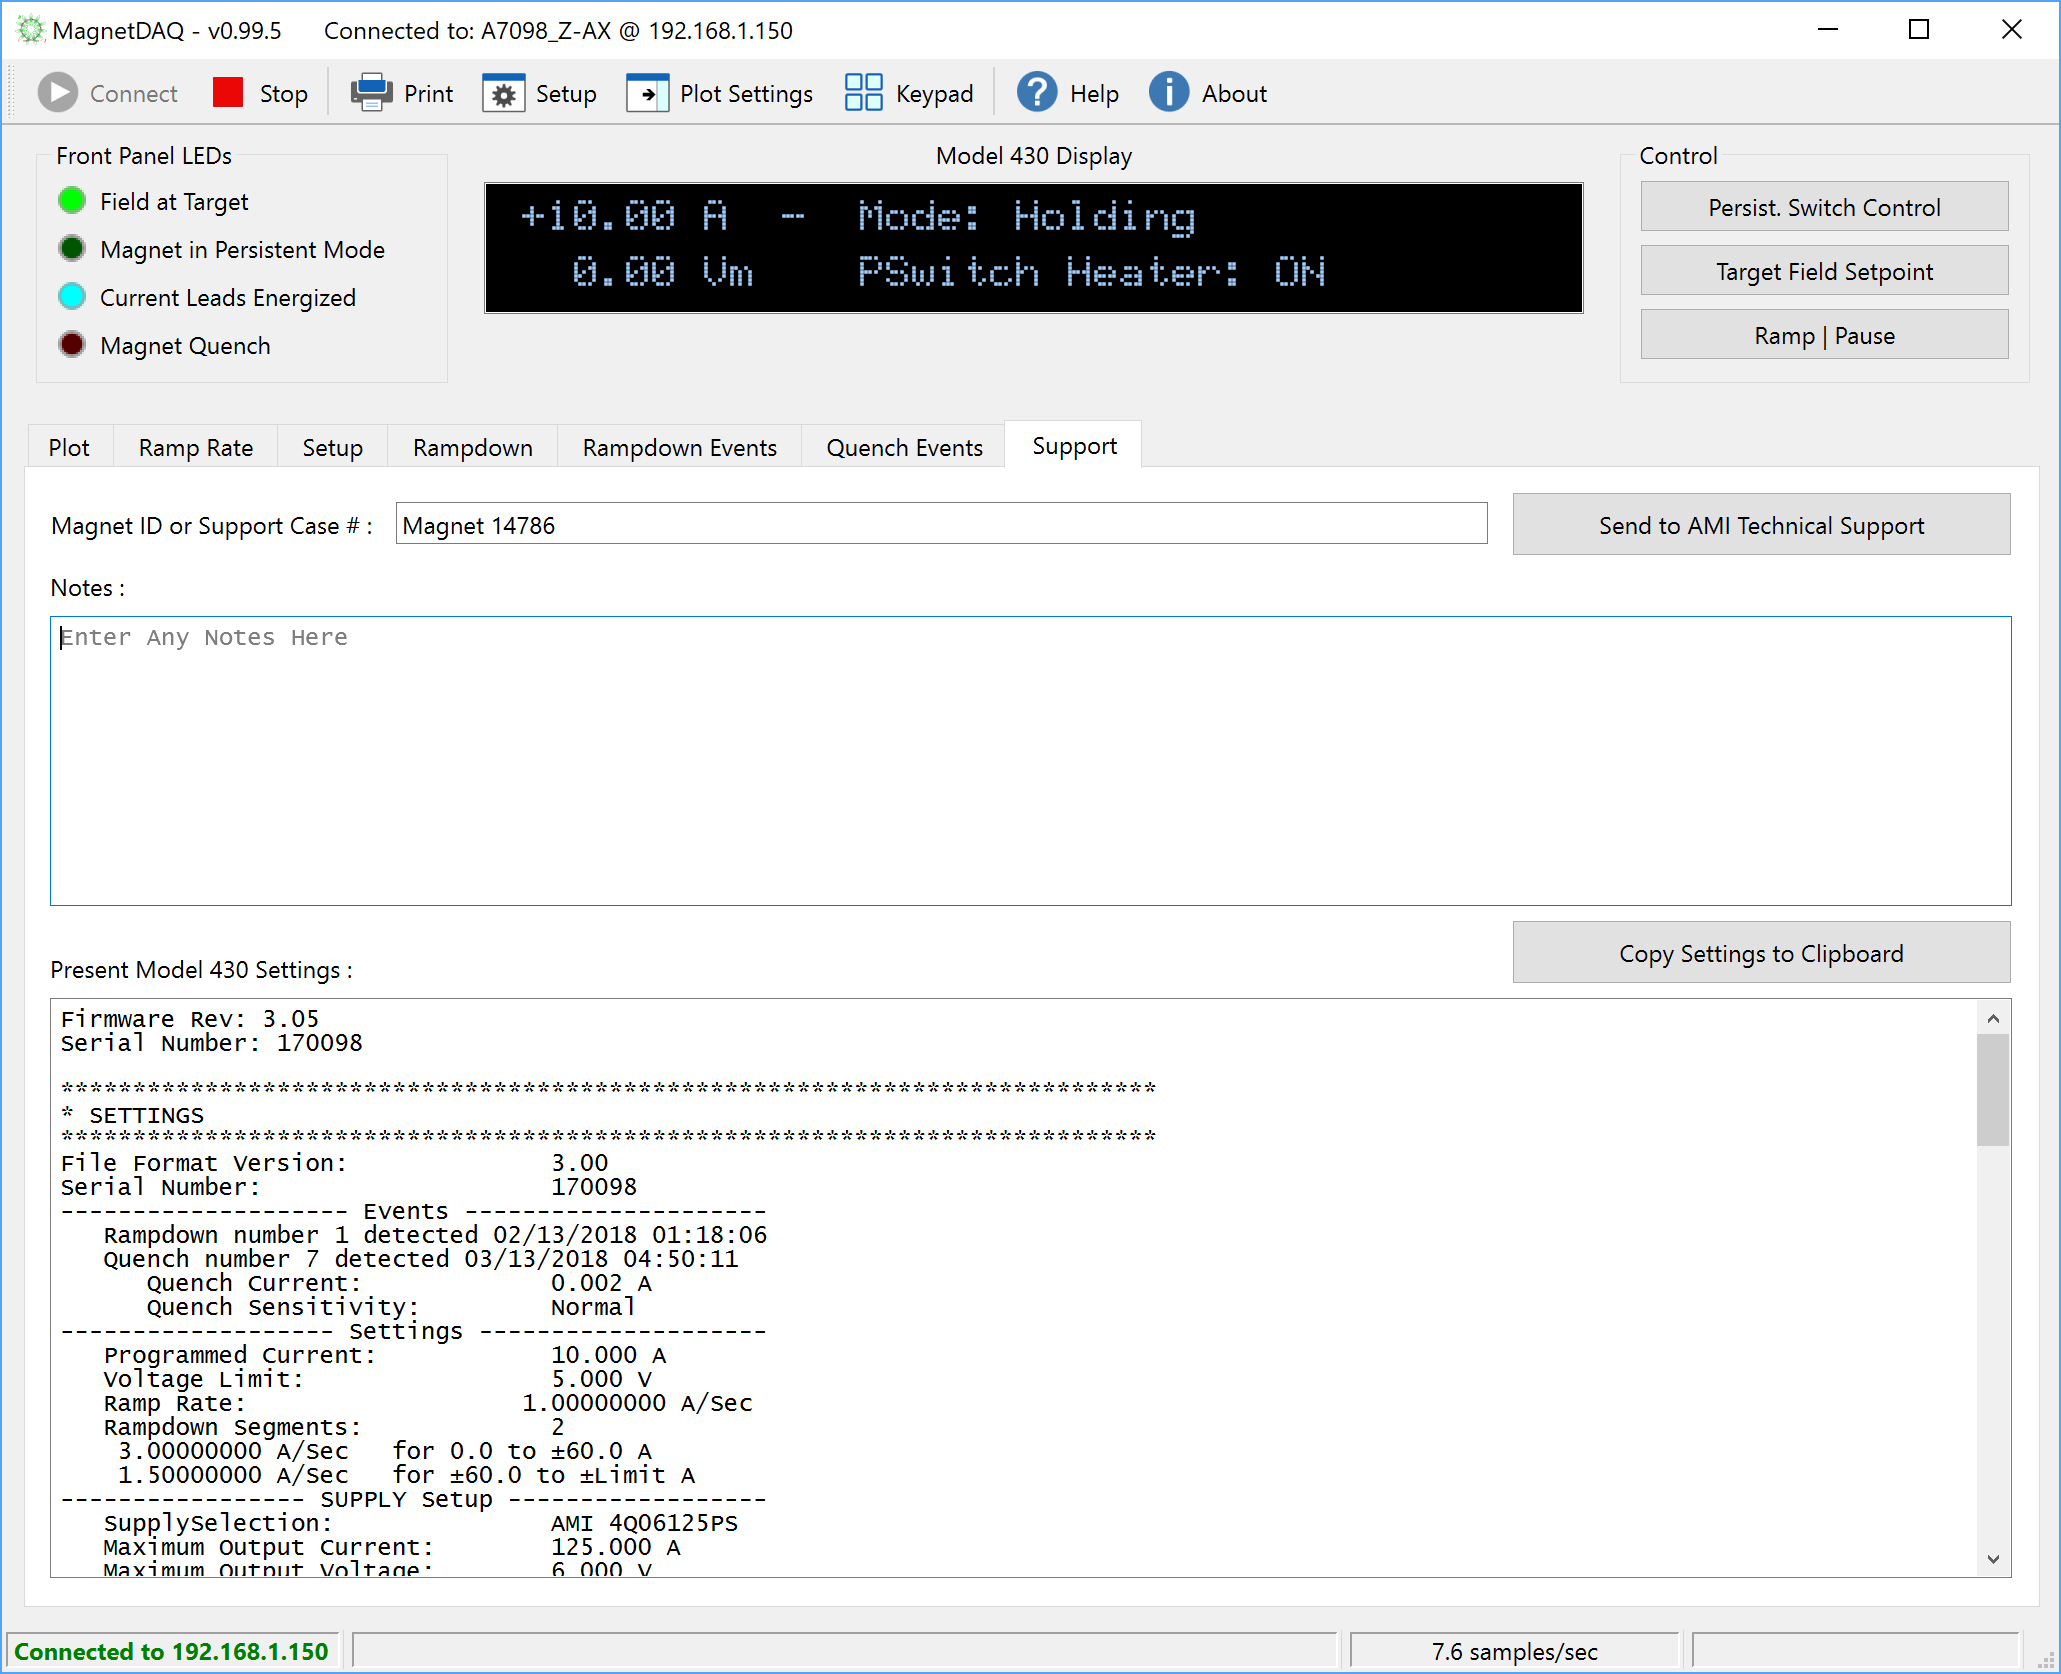 MagnetDAQ - v0.99.5 Connected to: A7098_Z-AX @ 192.168.1.150
Connect Stop Print Setup Plot Settings Keypad Help About
Front Panel LEDs
Field at Target
Magnet in Persistent Mode
Current Leads Energized
Magnet Quench
Model 430 Display
+10.00 A - Mode: Holding
0.00 Vm PSwitch Heater: ON
Control
Persist. Switch Control
Target Field Setpoint
Ramp | Pause
Plot Ramp Rate Setup Rampdown Rampdown Events Quench Events Support
Magnet ID or Support Case # : Magnet 14786 Send to AMI Technical Support
Notes :
Enter Any Notes Here
Copy Settings to Clipboard
Present Model 430 Settings :
Firmware Rev: 3.05
Serial Number: 170098
****************************************************************************
* SETTINGS
****************************************************************************
File Format Version: 3.00
Serial Number: 170098
-------------------- Events ---------------------
Rampdown number 1 detected 02/13/2018 01:18:06
Quench number 7 detected 03/13/2018 04:50:11
Quench Current: 0.002 A
Quench Sensitivity: Normal
------------------- Settings --------------------
Programmed Current: 10.000 A
Voltage Limit: 5.000 V
Ramp Rate: 1.00000000 A/Sec
Rampdown Segments: 2
3.00000000 A/Sec for 0.0 to ±60.0 A
1.50000000 A/Sec for ±60.0 to ±Limit A
----------------- SUPPLY Setup ------------------
SupplySelection: AMI 4Q06125PS
Maximum Output Current: 125.000 A
Maximum Output Voltage: 6.000 V
Connected to 192.168.1.150 7.6 samples/sec